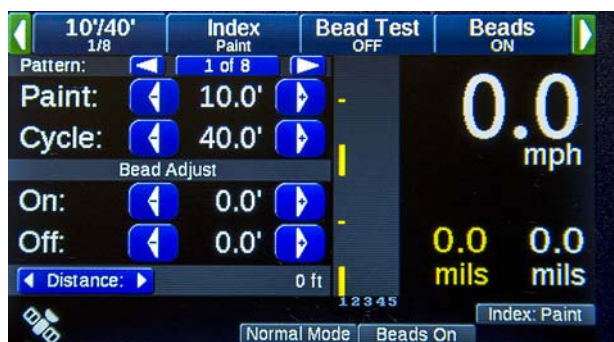 10'/40'
1/8
Index
Paint
Bead Test
OFF
Beads
ON
Pattern:
1 of 8
Paint:
10.0'
Cycle:
40.0'
Bead Adjust
On:
0.0'
Off:
0.0'
Distance:
0 ft
0.0
mph
0.0
mils
0.0
mils
12345
Index: Paint
Normal Mode
Beads On